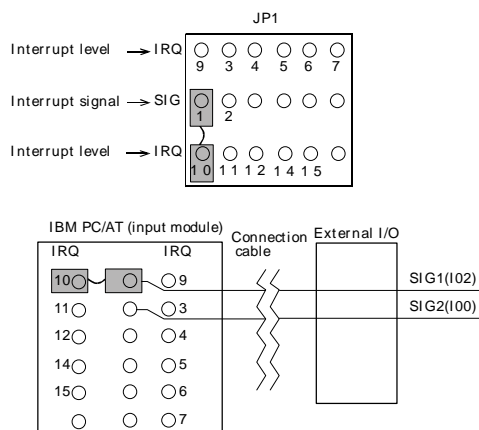 JP1
Interrupt level IRQ
9 3 4 5 6 7
Interrupt signal SIG
1 2
Interrupt level IRQ
10 11 12 14 15
IBM PC/AT (input module)
Connection cable
External I/O
IRQ IRQ
10 9
SIG1(I02)
11 3
SIG2(I00)
12 4
14 5
15 6
7